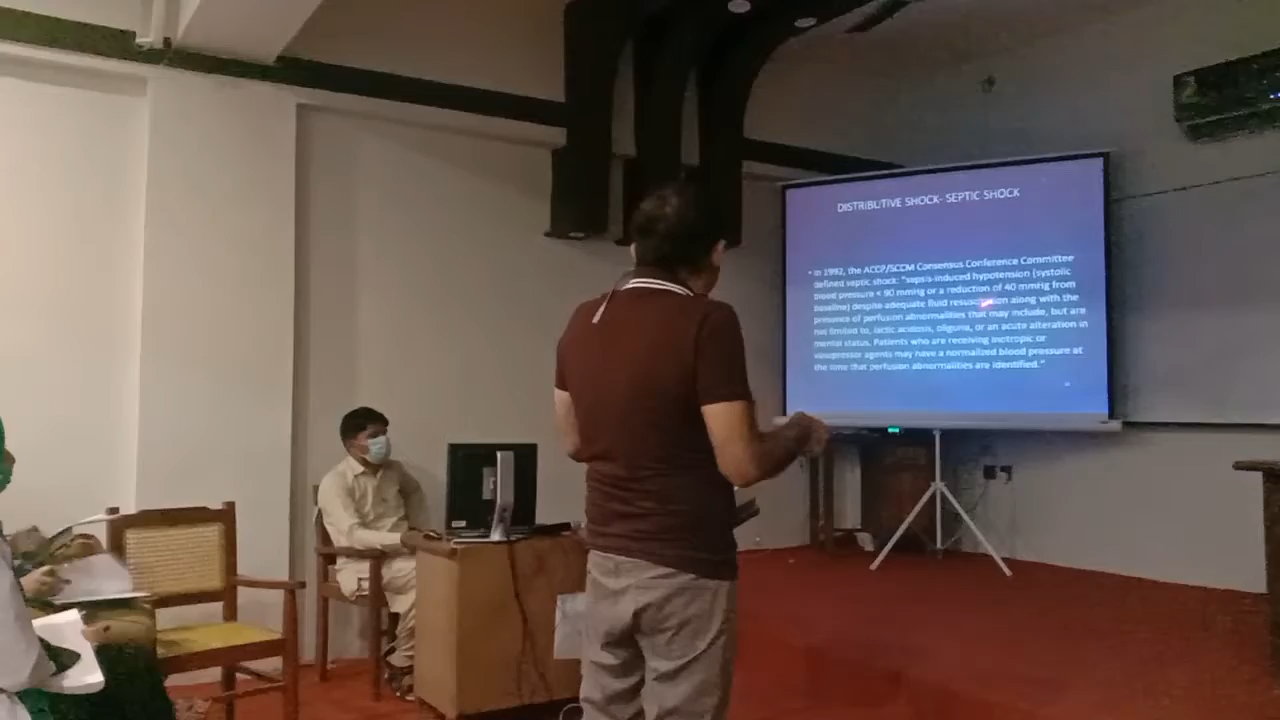 DISTRIBUTIVE SHOCK- SEPTIC SHOCK
• In 1992, the ACCP/SCCM Consensus Conference Committee
defined septic shock: "sepsis-induced hypotension (systolic
blood pressure < 90 mmHg or a reduction of 40 mmHg from
baseline) despite adequate fluid resuscitation along with the
presence of perfusion abnormalities that may include, but are
not limited to, lactic acidosis, oliguria, or an acute alteration in
mental status. Patients who are receiving inotropic or
vasopressor agents may have a normalized blood pressure at
the time that perfusion abnormalities are identified."